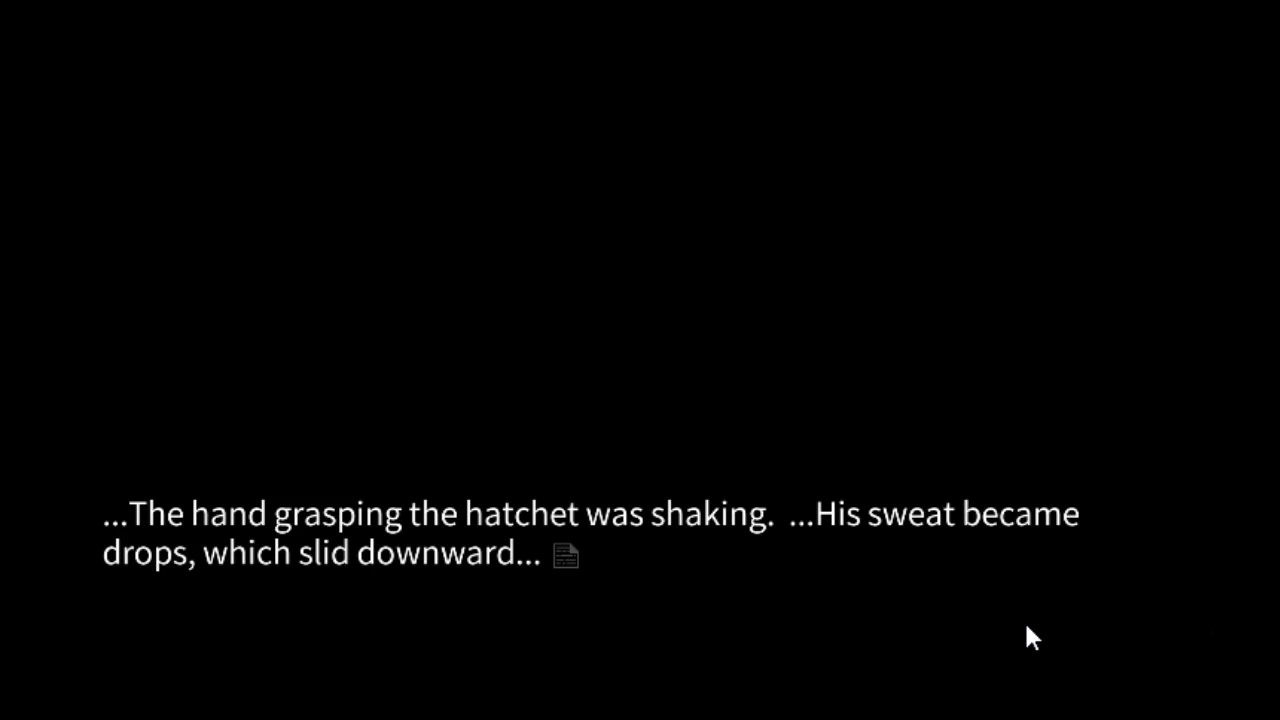 ...The hand grasping the hatchet was shaking.  ...His sweat became
drops, which slid downward...